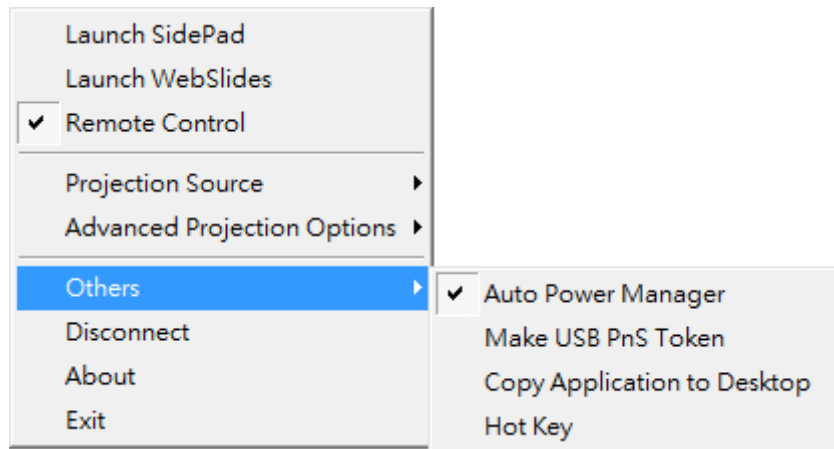 Launch SidePad
Launch WebSlides
Remote Control
Projection Source
Advanced Projection Options
Others
Disconnect
About
Exit
Auto Power Manager
Make USB PnS Token
Copy Application to Desktop
Hot Key